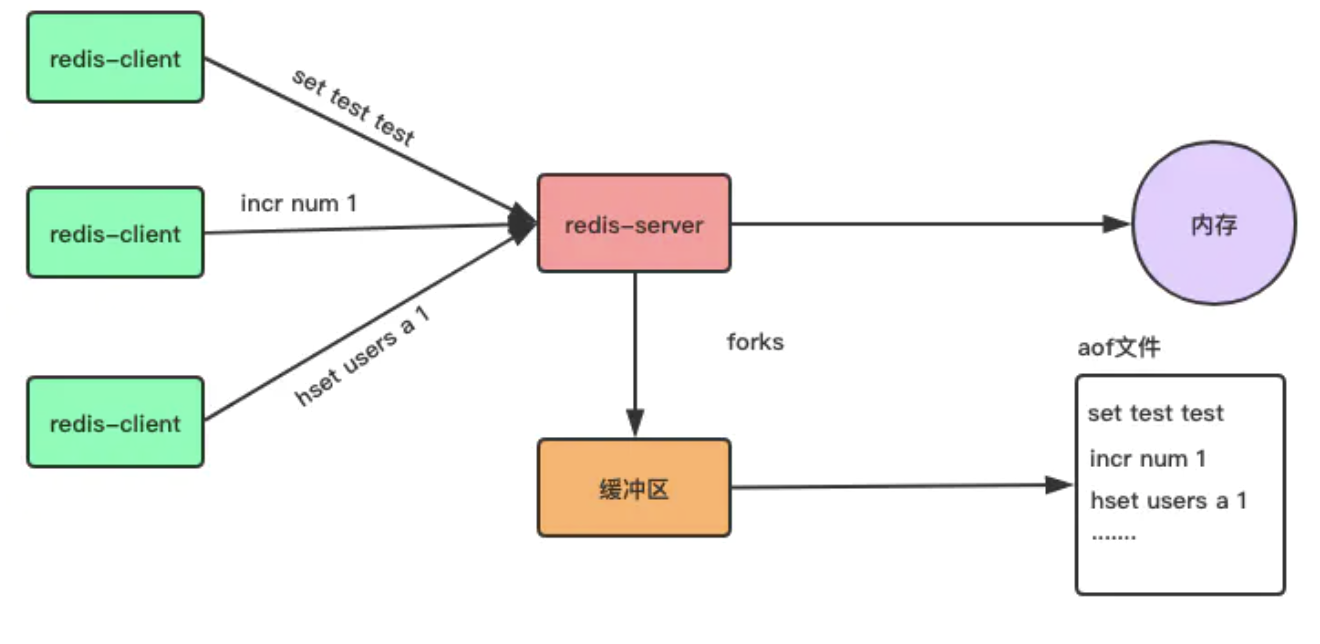 redis-client
set test test
redis-client
incr num 1
redis-server
内存
hset users a 1
forks
aof文件
redis-client
set test test
incr num 1
hset users a 1
.......
缓冲区